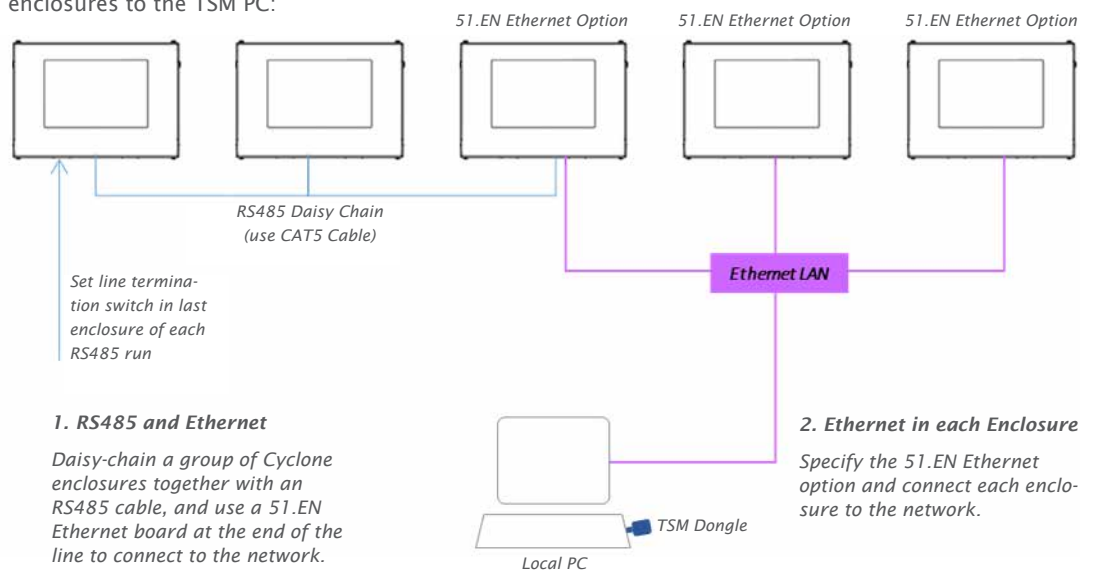 enclosures to the TSM PC:
51.EN Ethernet Option
51.EN Ethernet Option
51.EN Ethernet Option
RS485 Daisy Chain
(use CAT5 Cable)
Ethernet LAN
Set line termina-
tion switch in last
enclosure of each
RS485 run
1. RS485 and Ethernet
Daisy-chain a group of Cyclone
enclosures together with an
RS485 cable, and use a 51.EN
Ethernet board at the end of the
line to connect to the network.
2. Ethernet in each Enclosure
Specify the 51.EN Ethernet
option and connect each enclo-
sure to the network.
TSM Dongle
Local PC